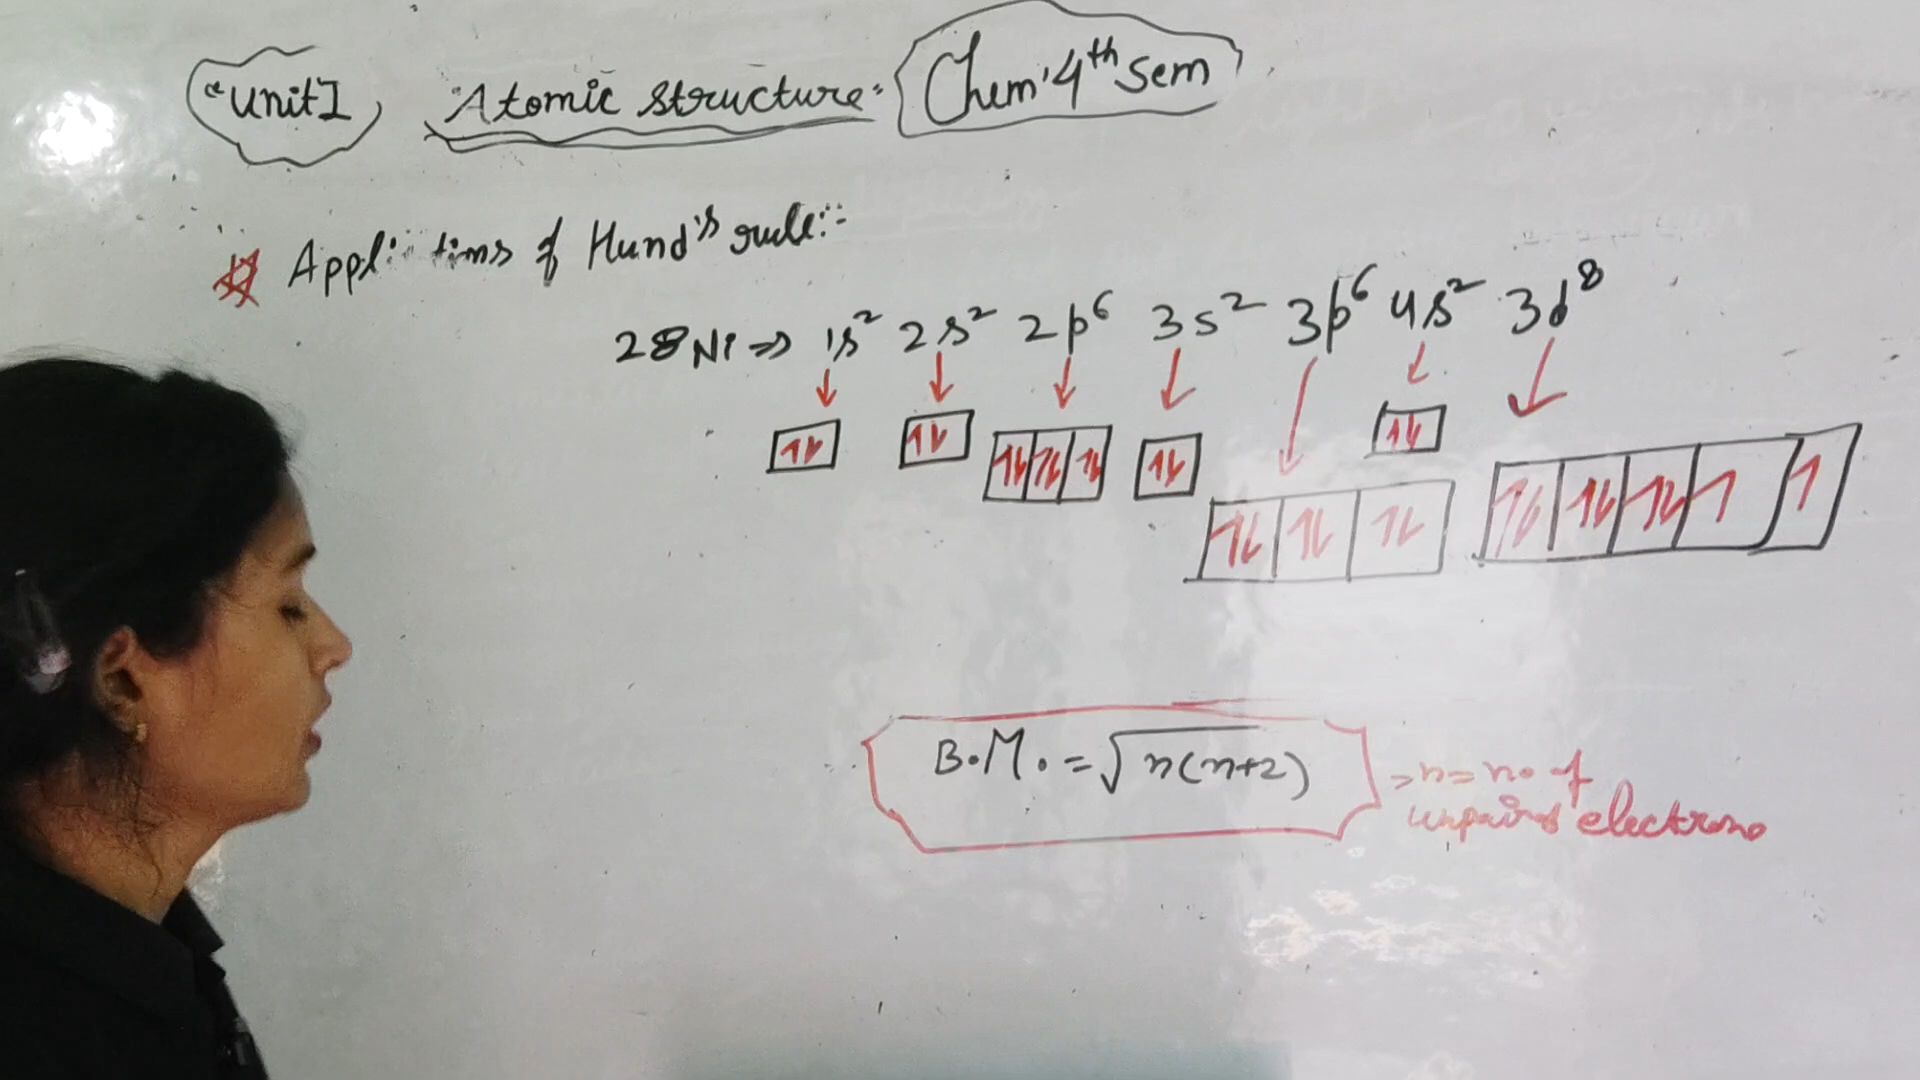 "Unit I Atomic structure" Chem' 4th Sem
Applications of Hund's rule:-
28Ni ⇒ 1s² 2s² 2p⁶ 3s² 3p⁶ 4s² 3d⁸
B.M. = √n(n+2) → n = no of
unpaired electrons